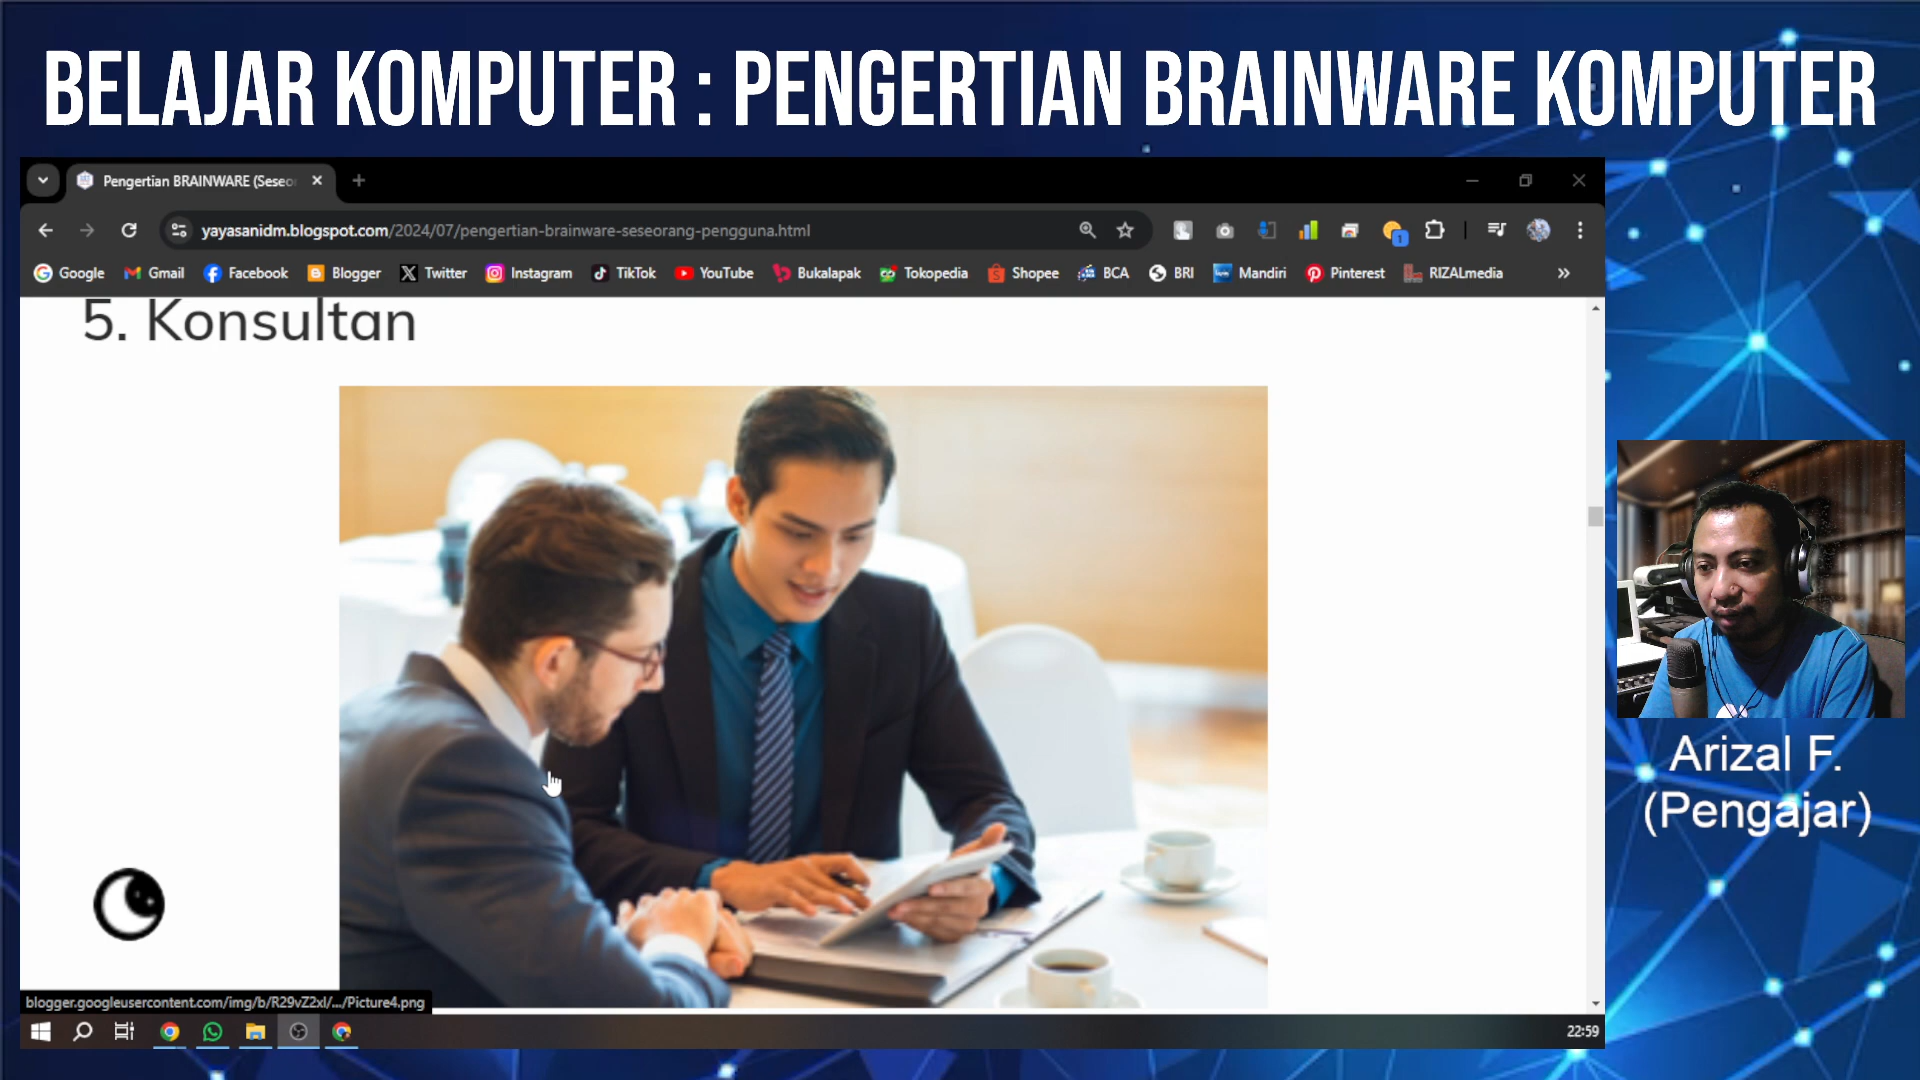 BELAJAR KOMPUTER : PENGERTIAN BRAINWARE KOMPUTER
Pengertian BRAINWARE (Seseo
yayasanidm.blogspot.com/2024/07/pengertian-brainware-seseorang-pengguna.html
1
Google Gmail Facebook Blogger Twitter Instagram TikTok YouTube Bukalapak Tokopedia Shopee BCA BRI Mandiri Pinterest RIZALmedia
5. Konsultan
Arizal F.
(Pengajar)
blogger.googleusercontent.com/img/b/R29vZ2xl/.../Picture4.png
22:59